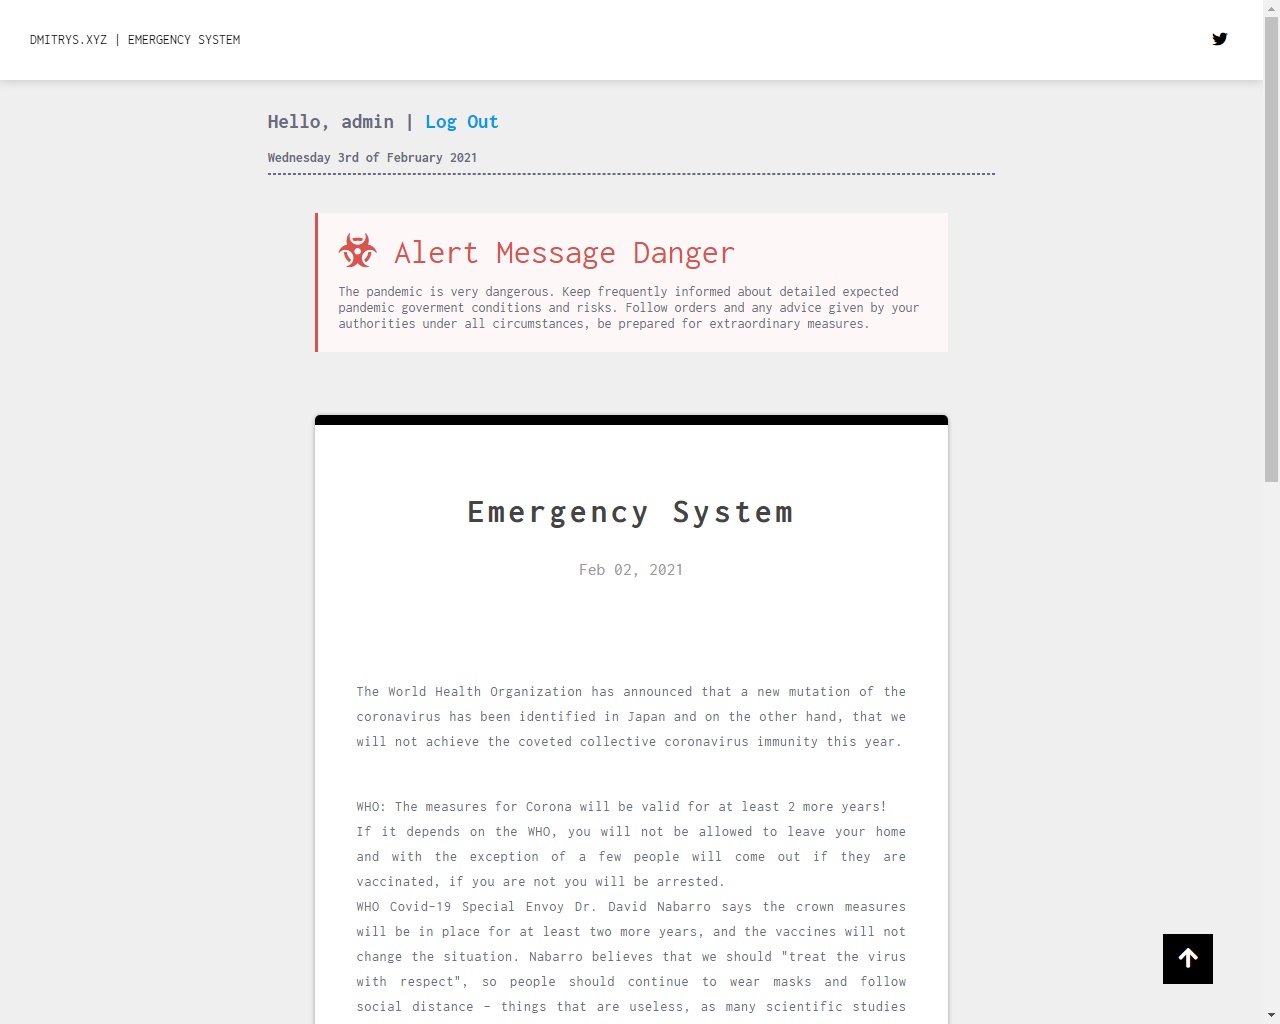 DMITRYS.XYZ | EMERGENCY SYSTEM
Hello, admin | Log Out
Wednesday 3rd of February 2021
Alert Message Danger
The pandemic is very dangerous. Keep frequently informed about detailed expected
pandemic goverment conditions and risks. Follow orders and any advice given by your
authorities under all circumstances, be prepared for extraordinary measures.
Emergency System
Feb 02, 2021
The World Health Organization has announced that a new mutation of the
coronavirus has been identified in Japan and on the other hand, that we
will not achieve the coveted collective coronavirus immunity this year.
WHO: The measures for Corona will be valid for at least 2 more years!
If it depends on the WHO, you will not be allowed to leave your home
and with the exception of a few people will come out if they are
vaccinated, if you are not you will be arrested.
WHO Covid-19 Special Envoy Dr. David Nabarro says the crown measures
will be in place for at least two more years, and the vaccines will not
change the situation. Nabarro believes that we should "treat the virus
with respect", so people should continue to wear masks and follow
social distance – things that are useless, as many scientific studies